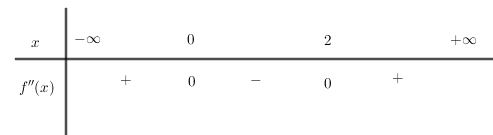 x −∞ 0 2 +∞
f″(x) + 0 − 0 +